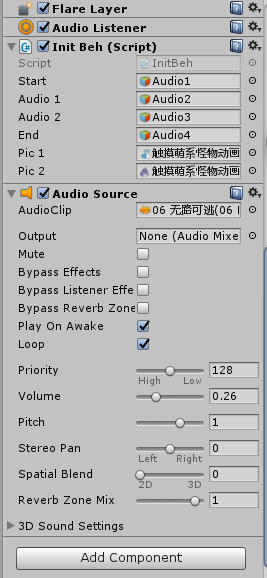 Flare Layer
Audio Listener
Init Beh (Script)
Script InitBeh
Start Audio1
Audio 1 Audio2
Audio 2 Audio3
End Audio4
Pic 1 触摸萌系怪物动画
Pic 2 触摸萌系怪物动画
Audio Source
AudioClip 06 无路可逃(06
Output None (Audio Mixe
Mute
Bypass Effects
Bypass Listener Effe
Bypass Reverb Zone
Play On Awake
Loop
Priority 128
High Low
Volume 0.26
Pitch 1
Stereo Pan 0
Left Right
Spatial Blend 0
2D 3D
Reverb Zone Mix 1
3D Sound Settings
Add Component